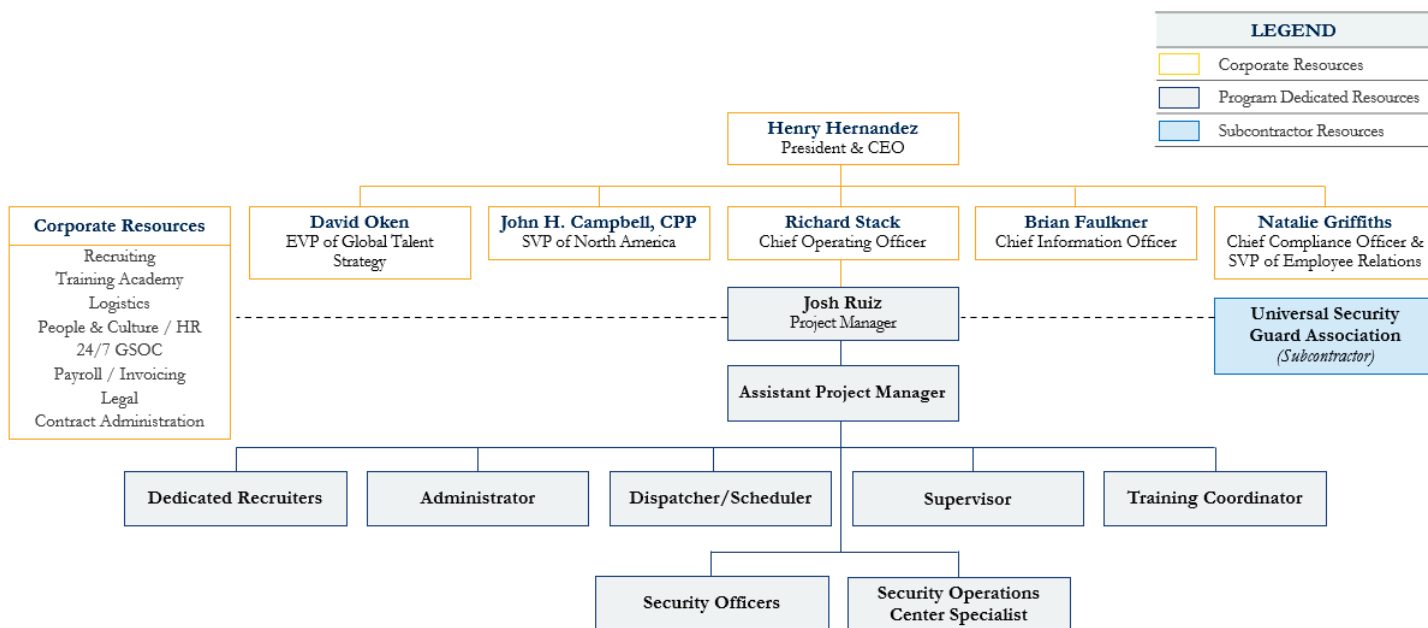 LEGEND
Corporate Resources
Program Dedicated Resources
Subcontractor Resources
Henry Hernandez
President & CEO
Corporate Resources
Recruiting
Training Academy
Logistics
People & Culture / HR
24/7 GSOC
Payroll / Invoicing
Legal
Contract Administration
David Oken
EVP of Global Talent
Strategy
John H. Campbell, CPP
SVP of North America
Richard Stack
Chief Operating Officer
Brian Faulkner
Chief Information Officer
Natalie Griffiths
Chief Compliance Officer &
SVP of Employee Relations
Josh Ruiz
Project Manager
Universal Security
Guard Association
(Subcontractor)
Assistant Project Manager
Dedicated Recruiters
Administrator
Dispatcher/Scheduler
Supervisor
Training Coordinator
Security Officers
Security Operations
Center Specialist